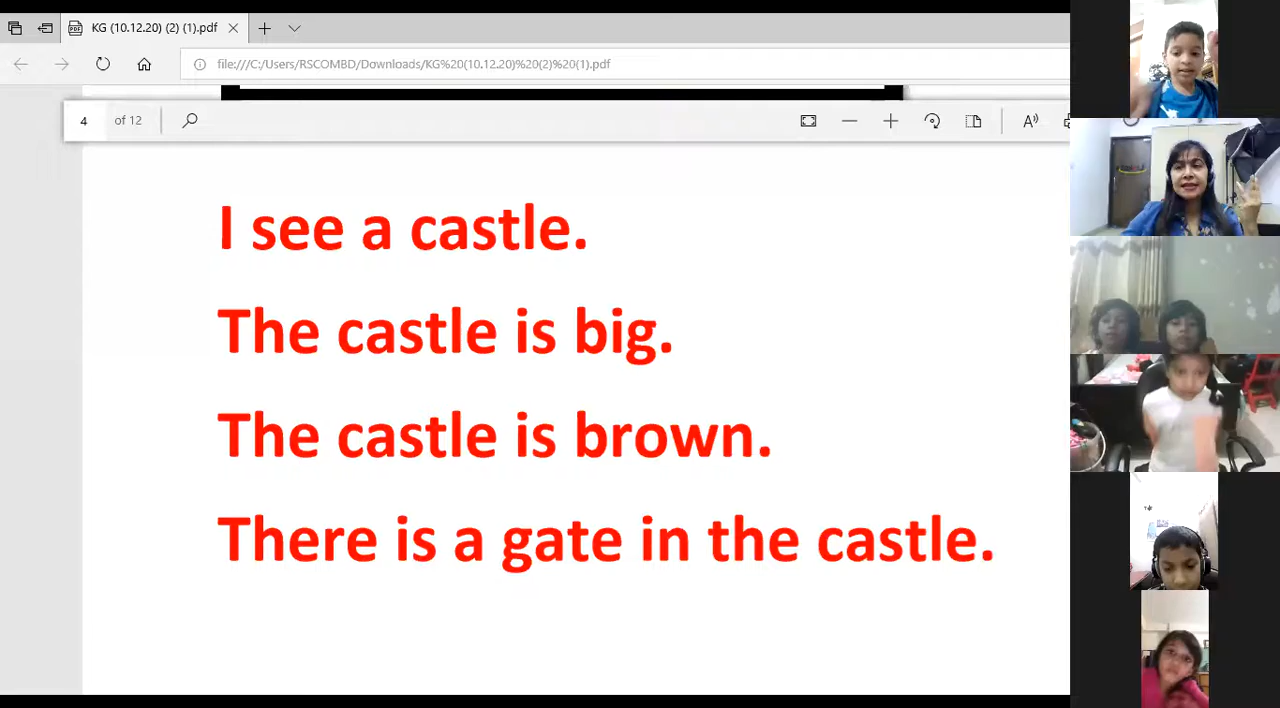 KG (10.12.20) (2) (1).pdf
file:///C:/Users/RSCOMBD/Downloads/KG%20(10.12.20)%20(2)%20(1).pdf
4 of 12
I see a castle.
The castle is big.
The castle is brown.
There is a gate in the castle.